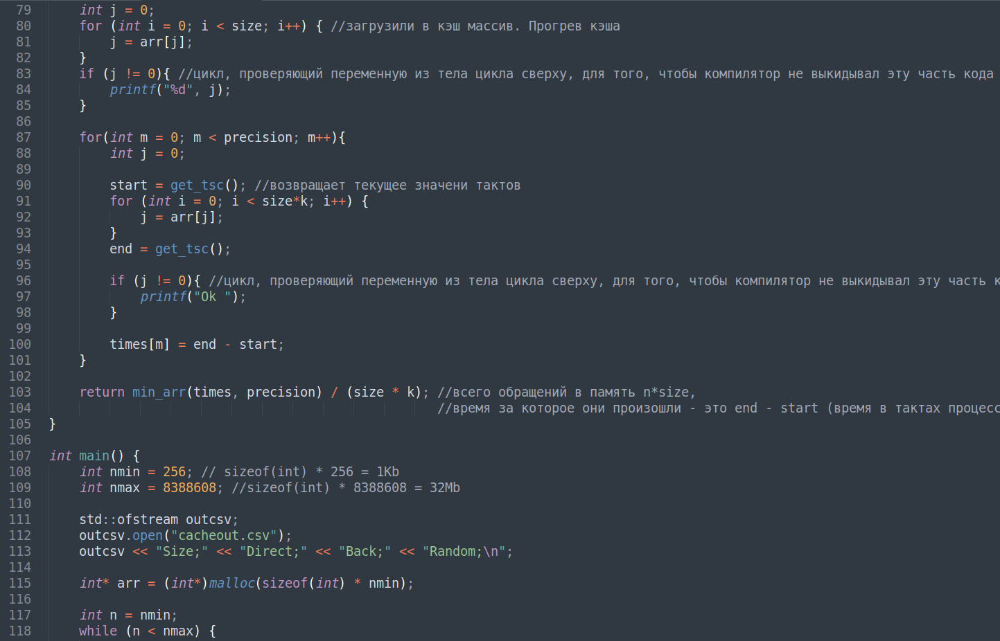 79 int j = 0;
80 for (int i = 0; i < size; i++) { //загрузили в кэш массив. Прогрев кэша
81 j = arr[j];
82 }
83 if (j != 0){ //цикл, проверяющий переменную из тела цикла сверху, для того, чтобы компилятор не выкидывал эту часть кода
84 printf("%d", j);
85 }
86
87 for(int m = 0; m < precision; m++){
88 int j = 0;
89
90 start = get_tsc(); //возвращает текущее значени тактов
91 for (int i = 0; i < size*k; i++) {
92 j = arr[j];
93 }
94 end = get_tsc();
95
96 if (j != 0){ //цикл, проверяющий переменную из тела цикла сверху, для того, чтобы компилятор не выкидывал эту часть к
97 printf("Ok ");
98 }
99
100 times[m] = end - start;
101 }
102
103 return min_arr(times, precision) / (size * k); //всего обращений в память n*size,
104 //время за которое они произошли - это end - start (время в тактах процесс
105 }
106
107 int main() {
108 int nmin = 256; // sizeof(int) * 256 = 1Kb
109 int nmax = 8388608; //sizeof(int) * 8388608 = 32Mb
110
111 std::ofstream outcsv;
112 outcsv.open("cacheout.csv");
113 outcsv << "Size;" << "Direct;" << "Back;" << "Random;\n";
114
115 int* arr = (int*)malloc(sizeof(int) * nmin);
116
117 int n = nmin;
118 while (n < nmax) {